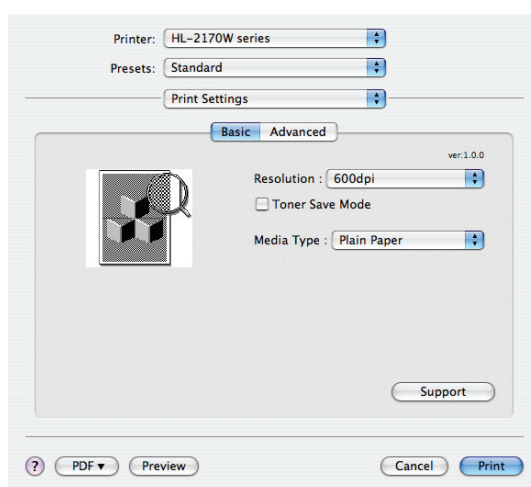 Printer: HL-2170W series
Presets: Standard
Print Settings
Basic Advanced
ver:1.0.0
Resolution : 600dpi
Toner Save Mode
Media Type : Plain Paper
Support
? PDF ▼ Preview Cancel Print